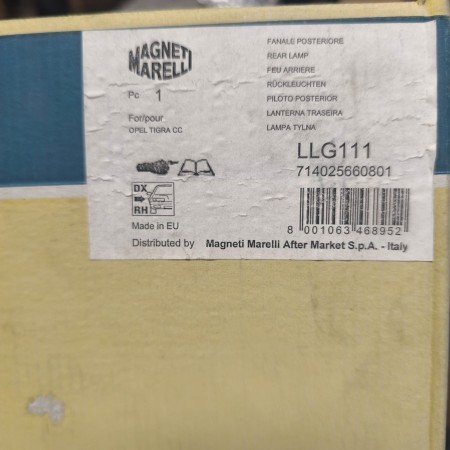 MAGNETI
MARELLI
Pc 1
For/pour
OPEL TIGRA CC
FANALE POSTERIORE
REAR LAMP
FEU ARRIERE
RÜCKLEUCHTEN
PILOTO POSTERIOR
LANTERNA TRASEIRA
LAMPA TYLNA
LLG111
714025660801
DX
RH
Made in EU
8 001063 468952
Distributed by Magneti Marelli After Market S.p.A. - Italy